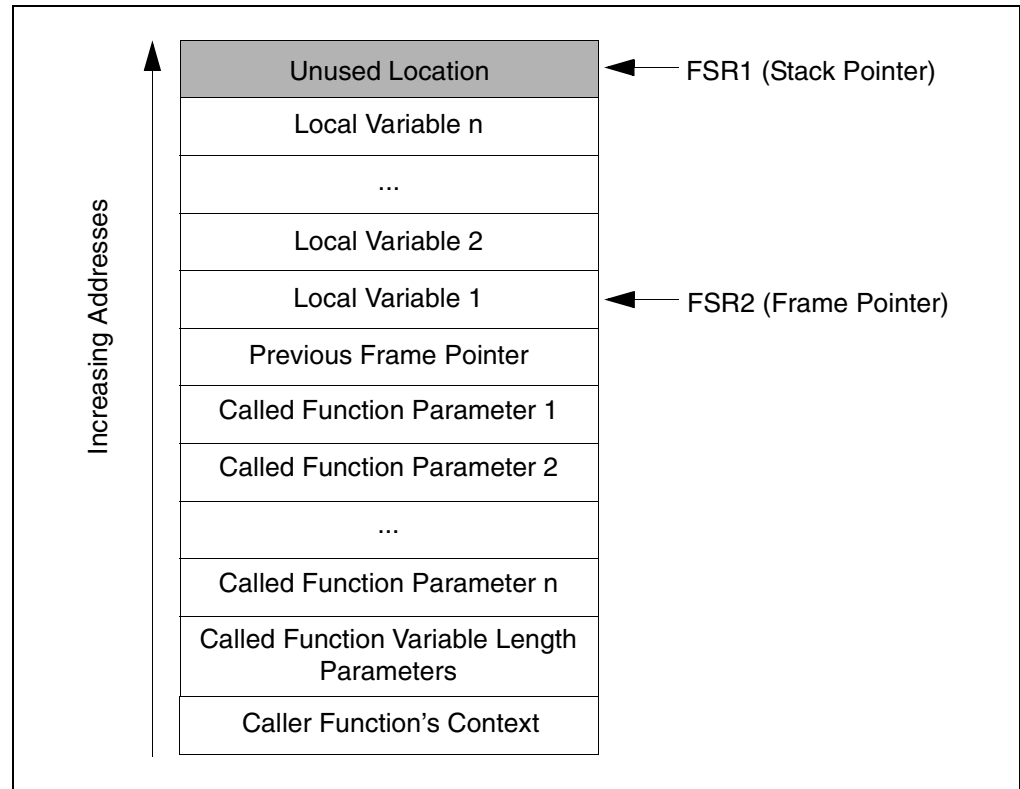 Increasing Addresses
Unused Location
FSR1 (Stack Pointer)
Local Variable n
...
Local Variable 2
Local Variable 1
FSR2 (Frame Pointer)
Previous Frame Pointer
Called Function Parameter 1
Called Function Parameter 2
...
Called Function Parameter n
Called Function Variable Length
Parameters
Caller Function's Context